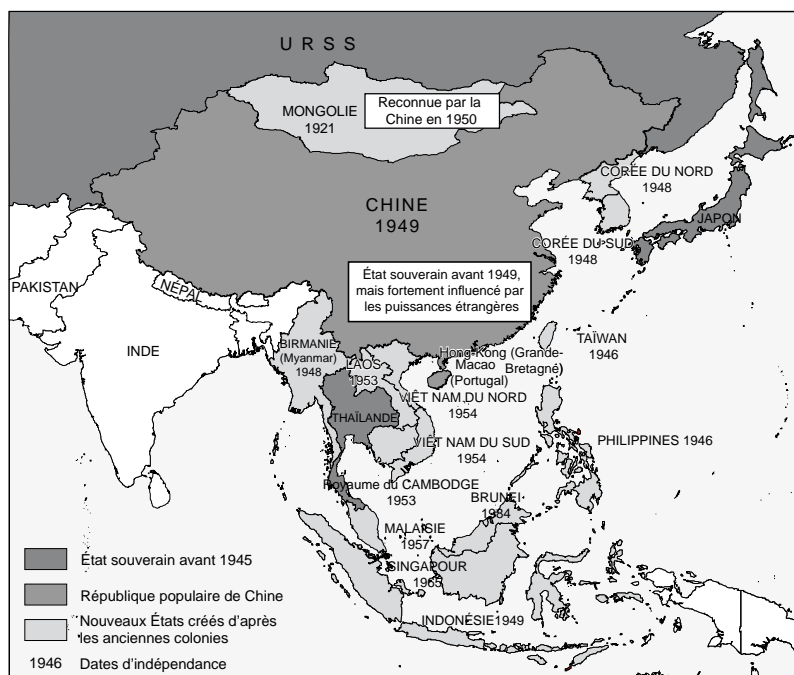 URSS
MONGOLIE
1921
Reconnue par la
Chine en 1950
CORÉE DU NORD
1948
CHINE
1949
JAPON
CORÉE DU SUD
1948
État souverain avant 1949,
mais fortement influencé par
les puissances étrangères
PAKISTAN
NÉPAL
INDE
BIRMANIE
(Myanmar)
1948
LAOS
1953
Hong-Kong (Grande-
Bretagne)
Macao
(Portugal)
TAÏWAN
1946
VIÊT NAM DU NORD
1954
THAÏLANDE
VIÊT NAM DU SUD
1954
PHILIPPINES 1946
Royaume du CAMBODGE
1953
BRUNEI
1984
MALAISIE
1957
SINGAPOUR
1965
INDONÉSIE1949
État souverain avant 1945
République populaire de Chine
Nouveaux États créés d'après
les anciennes colonies
1946 Dates d'indépendance